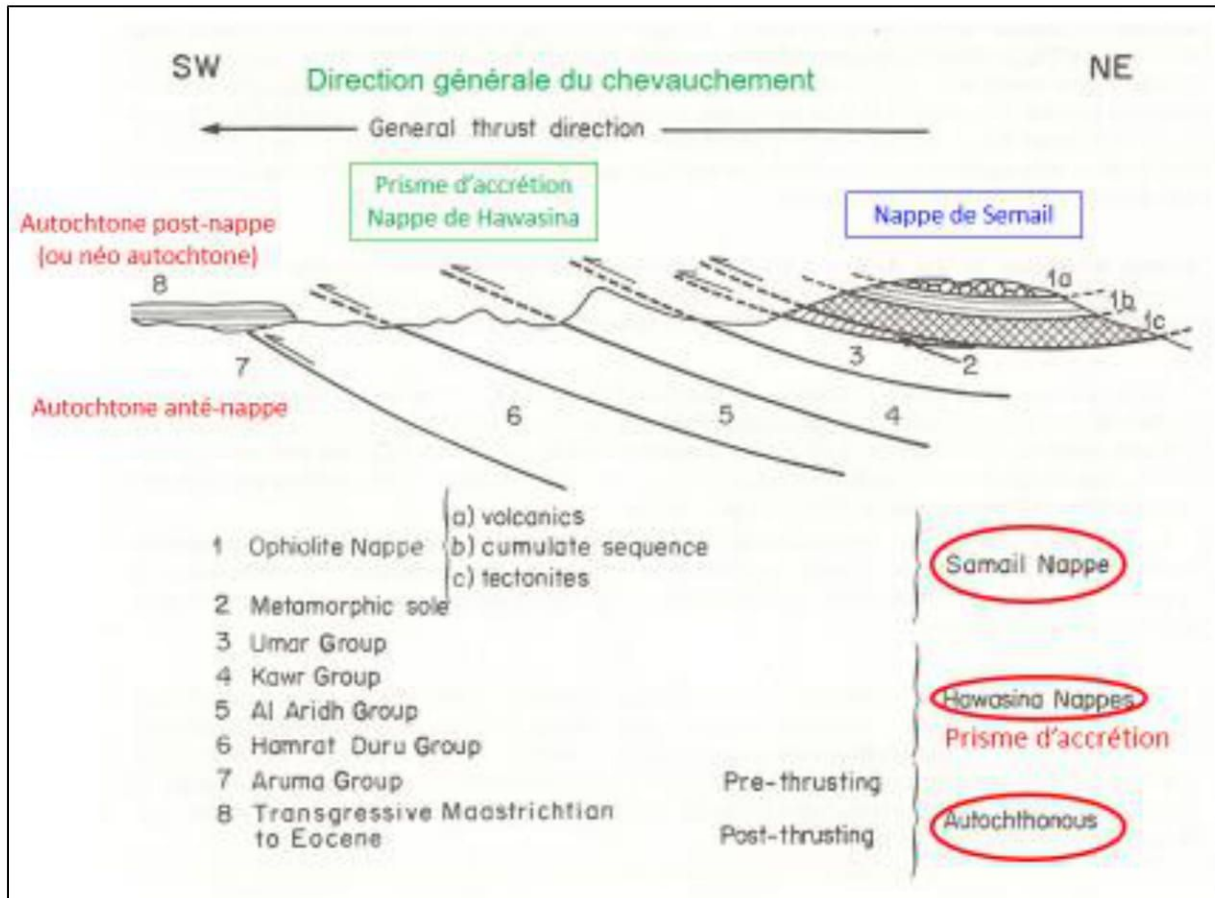 SW
Direction générale du chevauchement
NE
General thrust direction
Prisme d'accrétion
Nappe de Hawasina
Nappe de Semail
Autochtone post-nappe
(ou néo autochtone)
8
1a
1b
1c
7
3
2
Autochtone anté-nappe
6
5
4
1 Ophiolite Nappe
a) volcanics
b) cumulate sequence
c) tectonites
Samail Nappe
2 Metamorphic sole
3 Umar Group
4 Kawr Group
5 Al Aridh Group
6 Hamrat Duru Group
Hawasina Nappes
Prisme d'accrétion
7 Aruma Group
Pre-thrusting
8 Transgressive Maastrichtian
to Eocene
Post-thrusting
Autochthonous